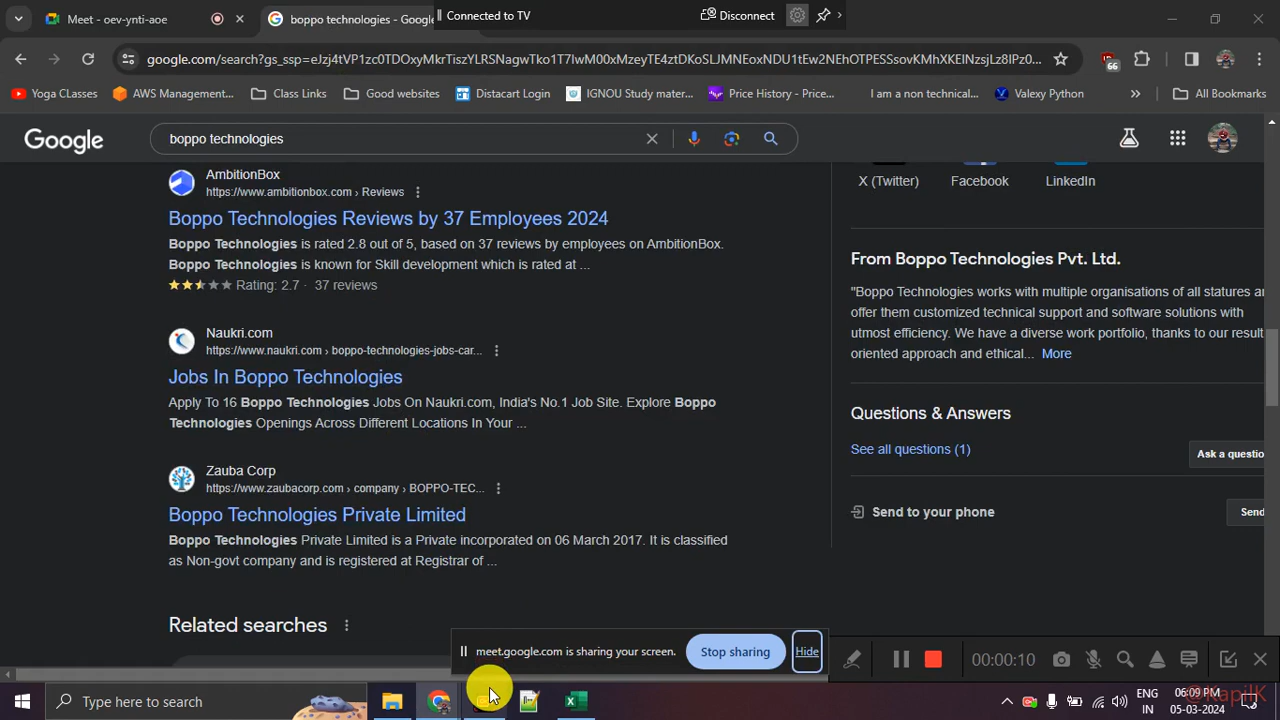 Meet - oev-ynti-aoe
boppo technologies - Google
Connected to TV
Disconnect
google.com/search?gs_ssp=eJzj4tVP1zc0TDOxyMkrTiszYLRSNagwTko1T7IwM00xMzeyTE4ztDKoSLJMNEoxNDU1tEw2NEhOTPESSsovKMhXKElNzsjLz8lPz0...
66
Yoga CLasses
AWS Management...
Class Links
Good websites
Distacart Login
IGNOU Study mater...
Price History - Price...
I am a non technical...
Valexy Python
All Bookmarks
Google
boppo technologies
AmbitionBox
https://www.ambitionbox.com › Reviews
Boppo Technologies Reviews by 37 Employees 2024
Boppo Technologies is rated 2.8 out of 5, based on 37 reviews by employees on AmbitionBox.
Boppo Technologies is known for Skill development which is rated at ...
Rating: 2.7 · 37 reviews
Naukri.com
https://www.naukri.com › boppo-technologies-jobs-car...
Jobs In Boppo Technologies
Apply To 16 Boppo Technologies Jobs On Naukri.com, India's No.1 Job Site. Explore Boppo
Technologies Openings Across Different Locations In Your ...
Zauba Corp
https://www.zaubacorp.com › company › BOPPO-TEC...
Boppo Technologies Private Limited
Boppo Technologies Private Limited is a Private incorporated on 06 March 2017. It is classified
as Non-govt company and is registered at Registrar of ...
Related searches
X (Twitter)
Facebook
LinkedIn
From Boppo Technologies Pvt. Ltd.
"Boppo Technologies works with multiple organisations of all statures an
offer them customized technical support and software solutions with
utmost efficiency. We have a diverse work portfolio, thanks to our result
oriented approach and ethical... More
Questions & Answers
See all questions (1)
Ask a questio
Send to your phone
Send
meet.google.com is sharing your screen.
Stop sharing
Hide
00:00:10
Type here to search
ENG
IN
06:09 PM
05-03-2024
@KapilK